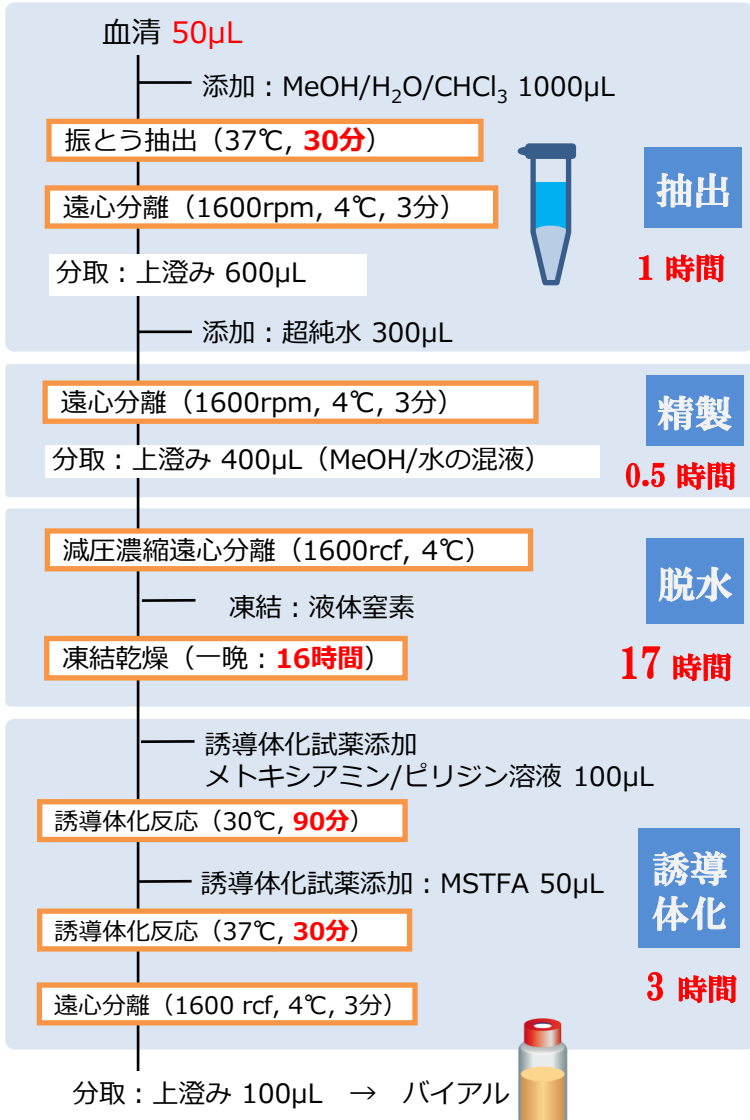 血清 50µL
添加：MeOH/H₂O/CHCl₃ 1000µL
振とう抽出（37℃, 30分）
遠心分離（1600rpm, 4℃, 3分）
抽出
分取：上澄み 600µL
1 時間
添加：超純水 300µL
遠心分離（1600rpm, 4℃, 3分）
精製
分取：上澄み 400µL（MeOH/水の混液）
0.5 時間
減圧濃縮遠心分離（1600rcf, 4℃）
脱水
凍結：液体窒素
凍結乾燥（一晩：16時間）
17 時間
誘導体化試薬添加
メトキシアミン/ピリジン溶液 100µL
誘導体化反応（30℃, 90分）
誘導体化試薬添加：MSTFA 50µL
誘導
体化
誘導体化反応（37℃, 30分）
3 時間
遠心分離（1600 rcf, 4℃, 3分）
分取：上澄み 100µL → バイアル